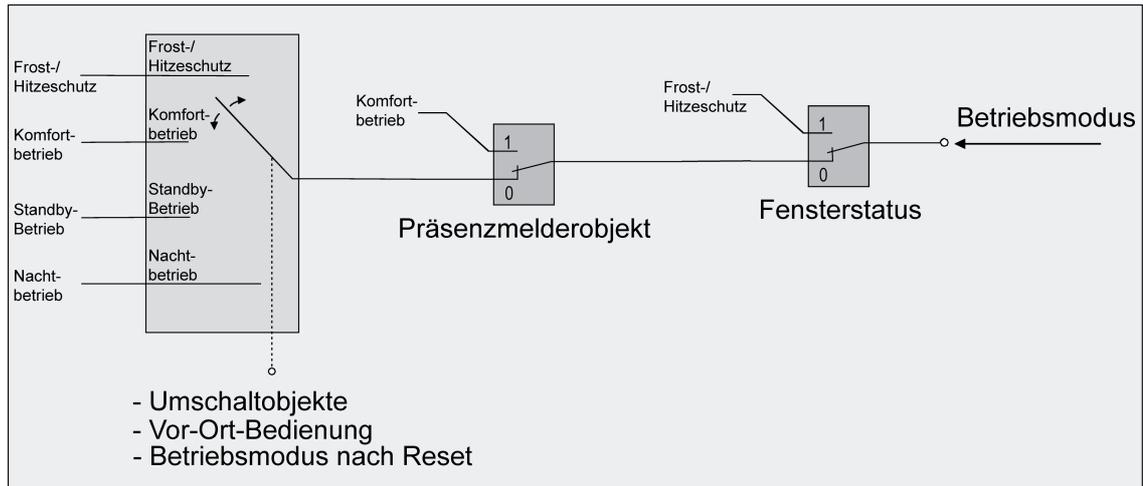 Frost-/
Hitzeschutz
Komfort-
betrieb
Standby-
Betrieb
Nacht-
betrieb
Frost-/
Hitzeschutz
Komfort-
betrieb
Standby-
Betrieb
Nacht-
betrieb
Komfort-
betrieb
1
0
Präsenzmelderobjekt
Frost-/
Hitzeschutz
1
0
Fensterstatus
Betriebsmodus
- Umschaltobjekte
- Vor-Ort-Bedienung
- Betriebsmodus nach Reset